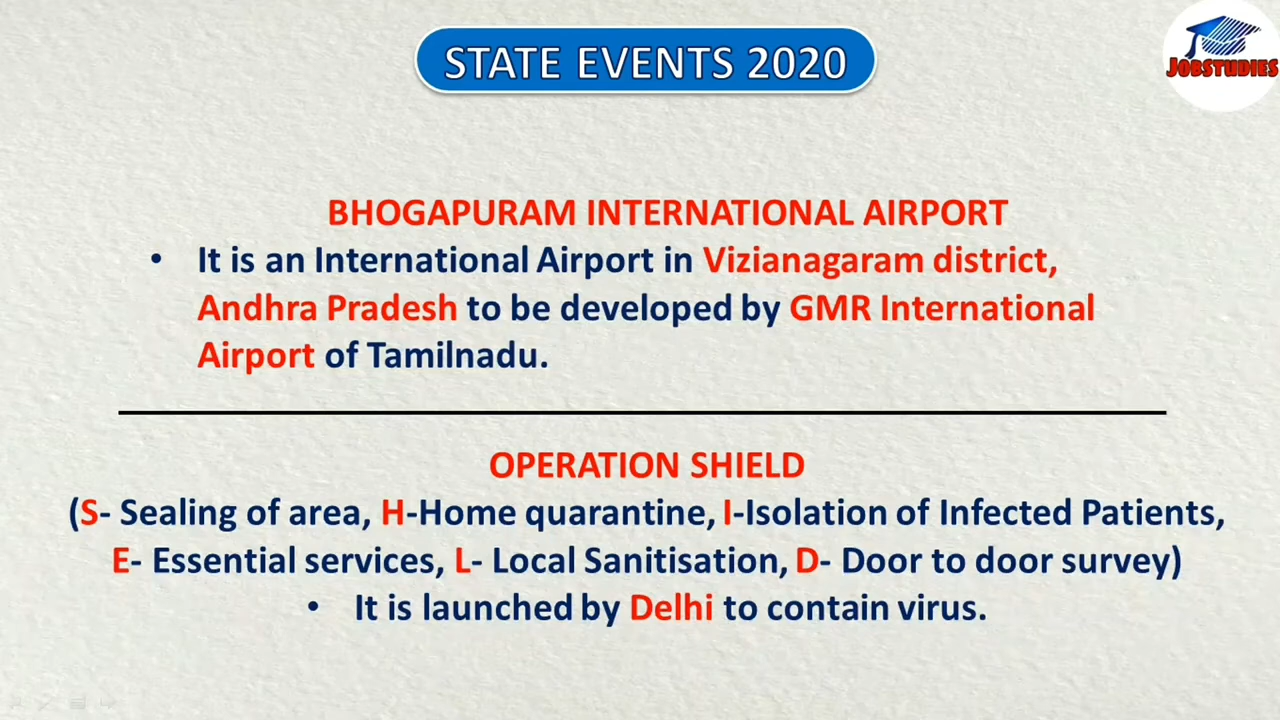 STATE EVENTS 2020
JOBSTUDIES
BHOGAPURAM INTERNATIONAL AIRPORT
• It is an International Airport in Vizianagaram district,
Andhra Pradesh to be developed by GMR International
Airport of Tamilnadu.
OPERATION SHIELD
(S- Sealing of area, H-Home quarantine, I-Isolation of Infected Patients,
E- Essential services, L- Local Sanitisation, D- Door to door survey)
• It is launched by Delhi to contain virus.